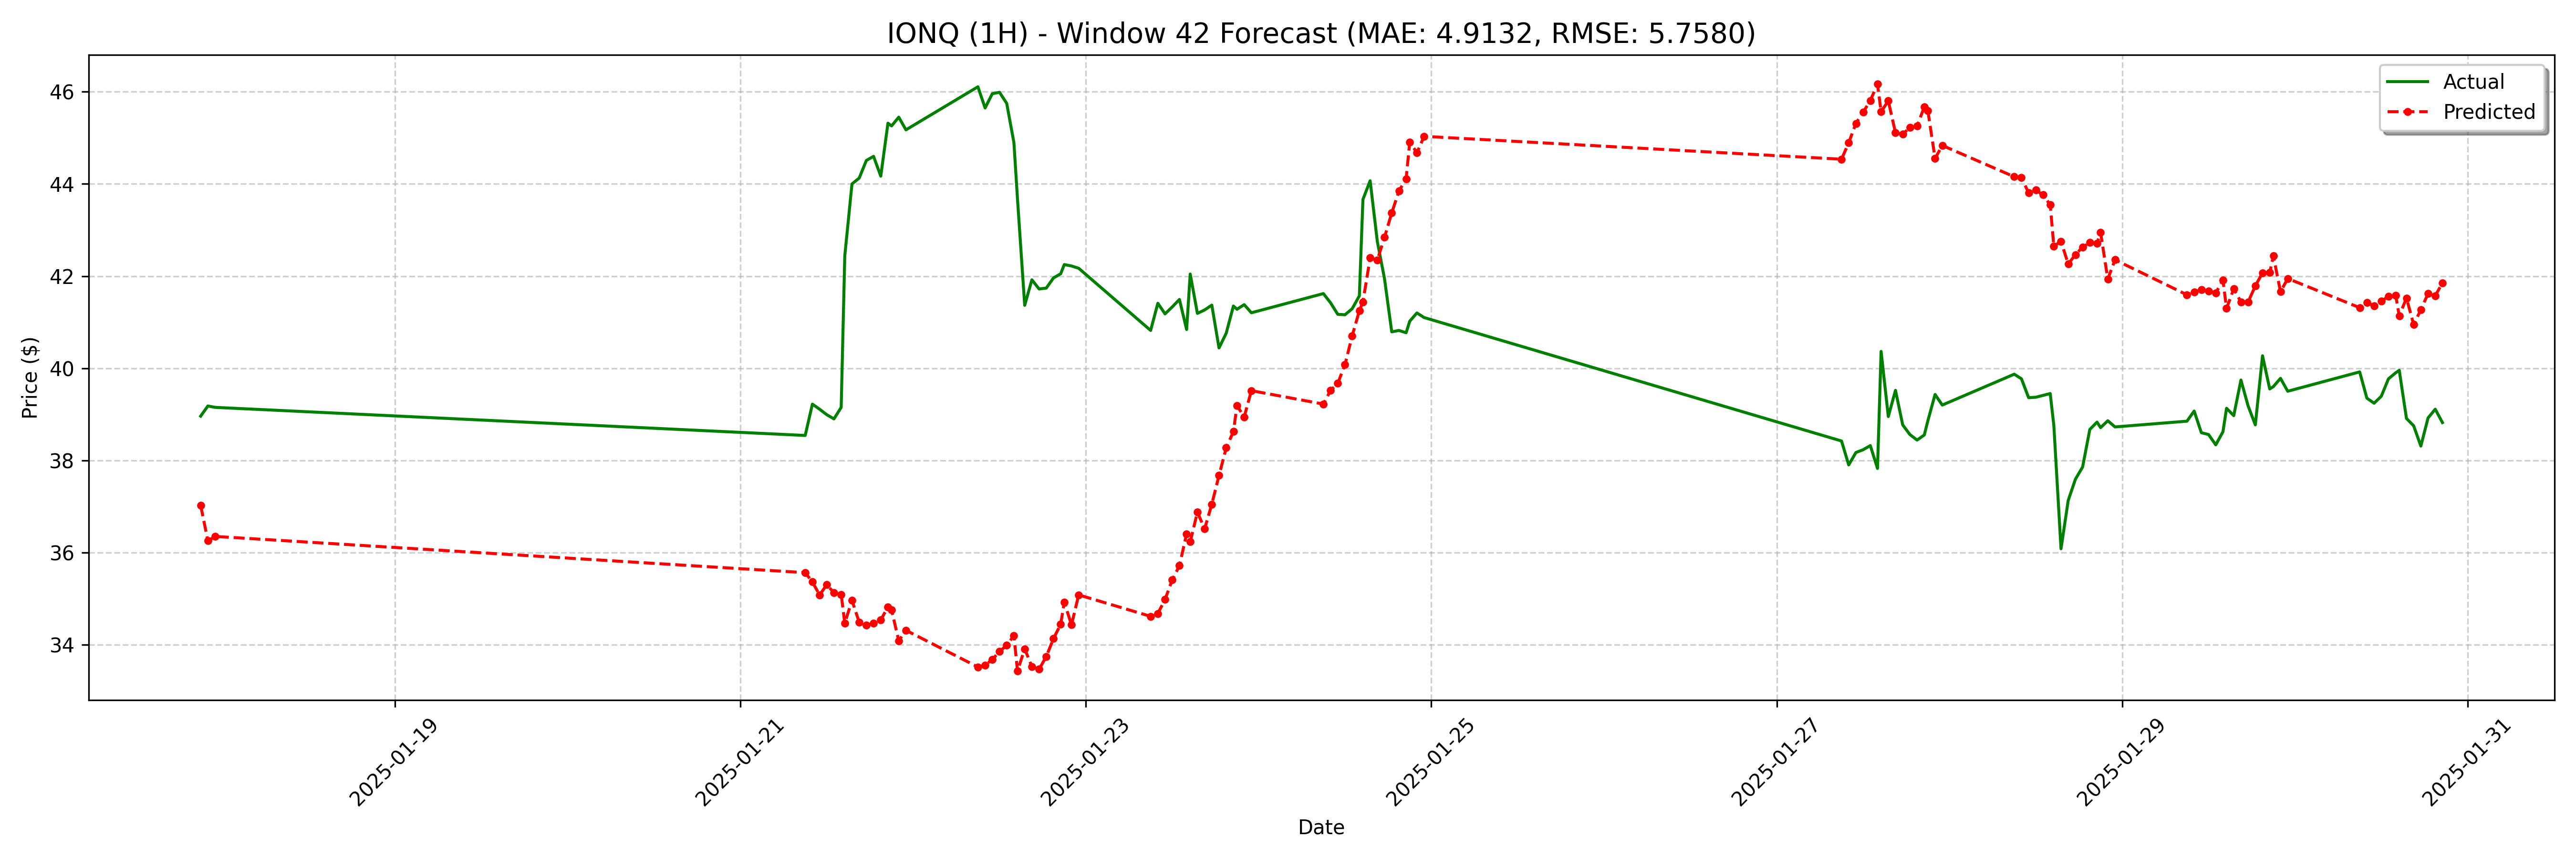 IONQ (1H) - Window 42 Forecast (MAE: 4.9132, RMSE: 5.7580)
Actual
Predicted
Price ($)
46
44
42
40
38
36
34
2025-01-19
2025-01-21
2025-01-23
2025-01-25
2025-01-27
2025-01-29
2025-01-31
Date